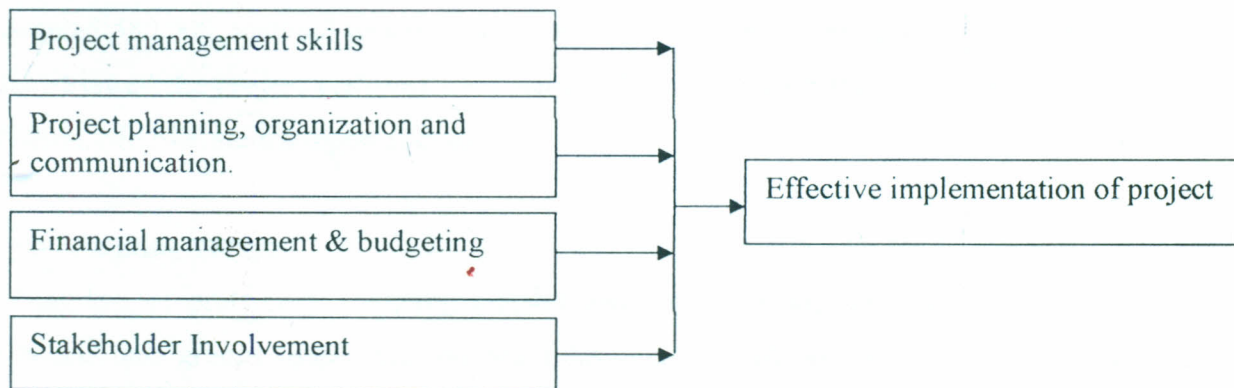 Project management skills
Project planning, organization and
communication.
Financial management & budgeting
Stakeholder Involvement
Effective implementation of project